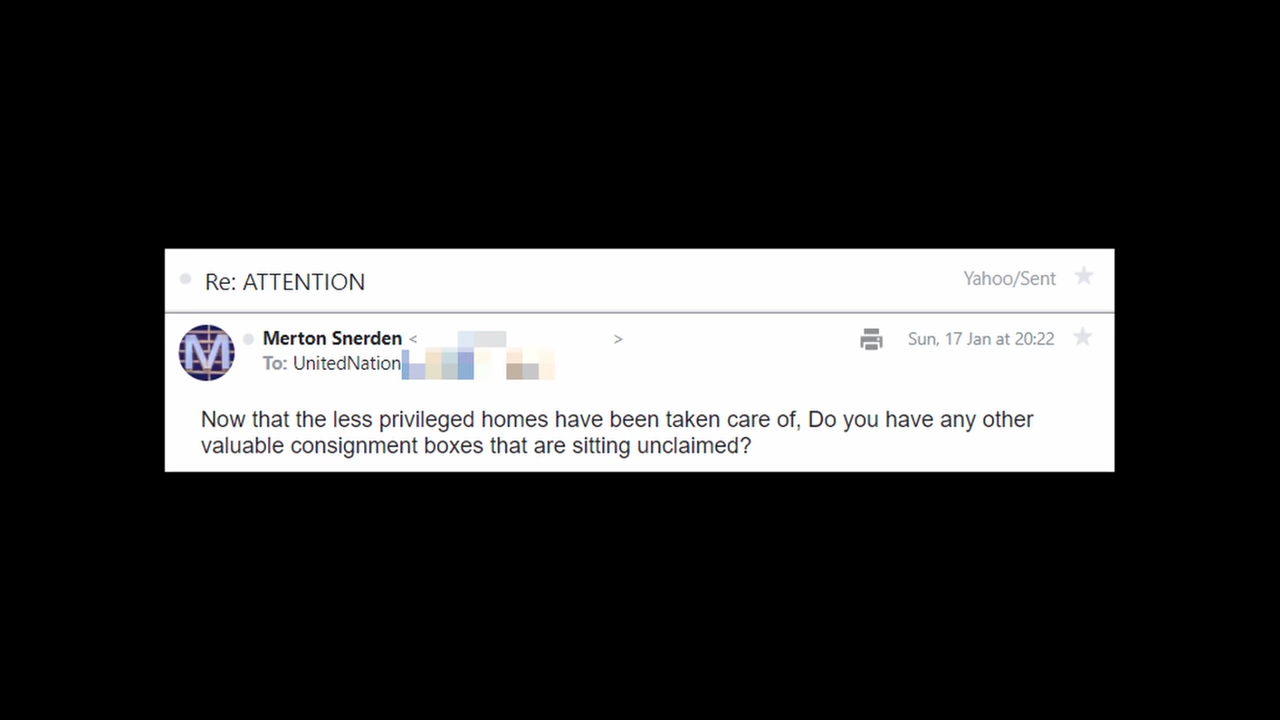 Re: ATTENTION
Yahoo/Sent
M
Merton Snerden < >
Sun, 17 Jan at 20:22
To: UnitedNation
Now that the less privileged homes have been taken care of, Do you have any other
valuable consignment boxes that are sitting unclaimed?